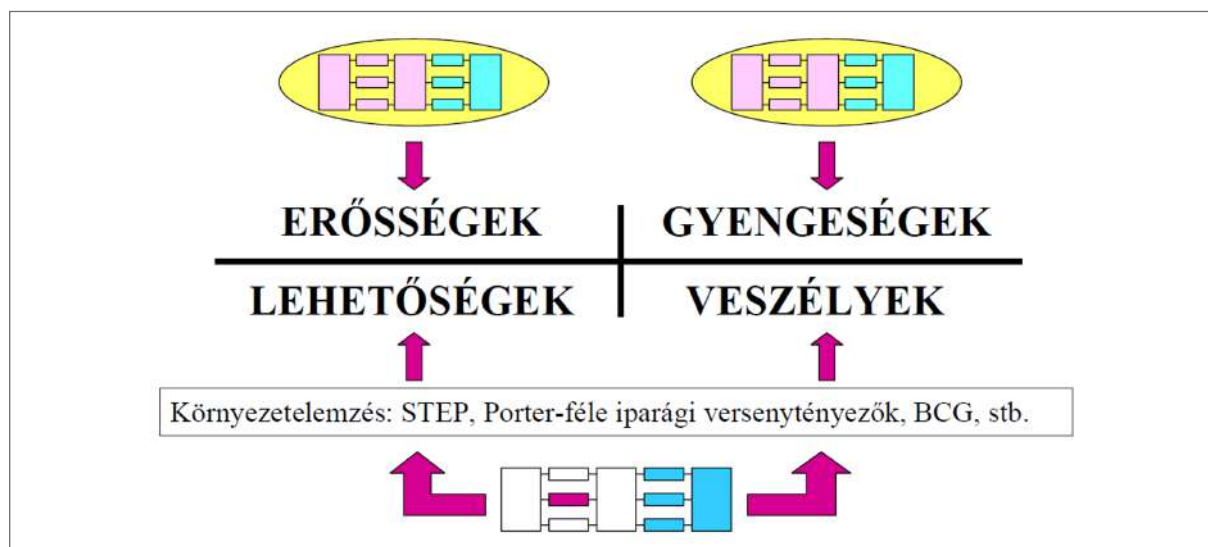 ERŐSSÉGEK GYENGESÉGEK
LEHETŐSÉGEK VESZÉLYEK
Környezetelemzés: STEP, Porter-féle iparági versenytényezők, BCG, stb.